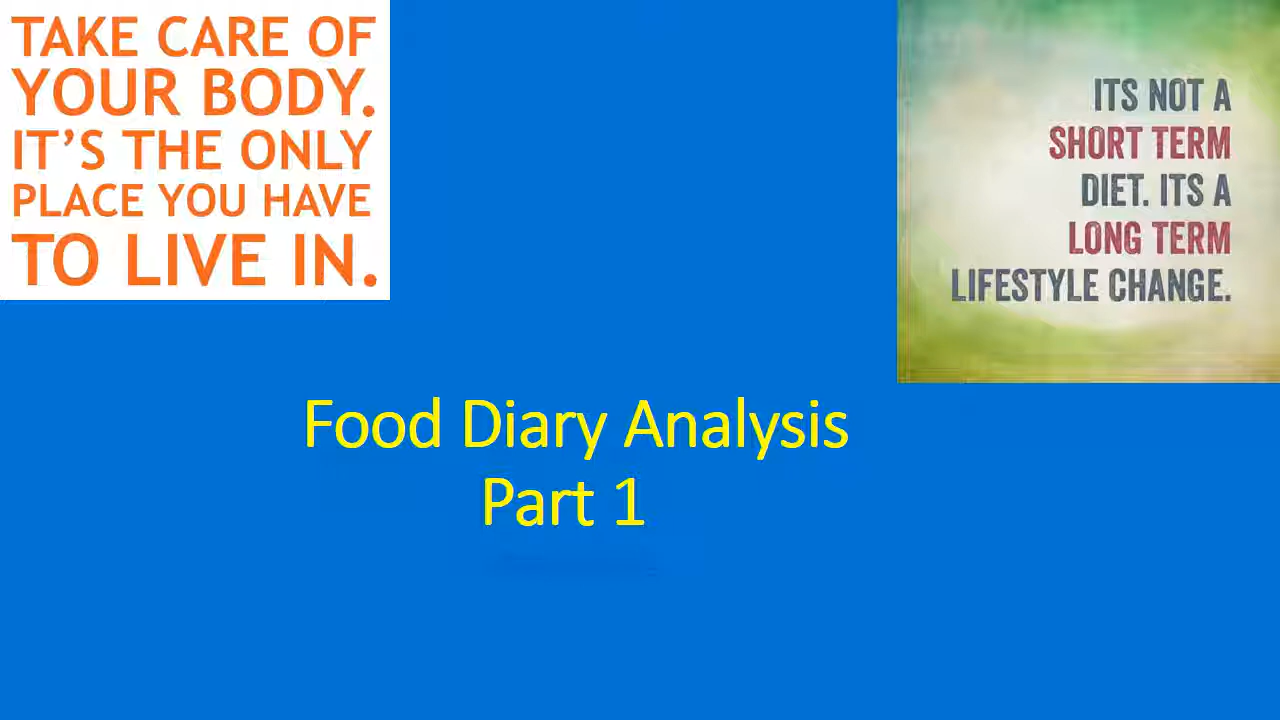 TAKE CARE OF
YOUR BODY.
IT’S THE ONLY
PLACE YOU HAVE
TO LIVE IN.
ITS NOT A
SHORT TERM
DIET. ITS A
LONG TERM
LIFESTYLE CHANGE.
Food Diary Analysis
Part 1